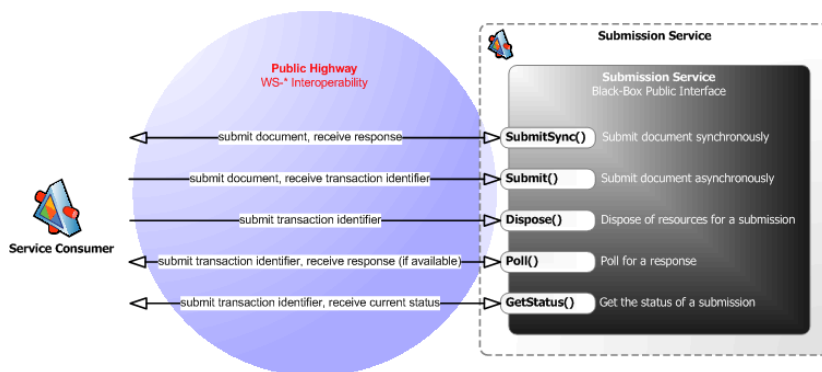 Submission Service
Public Highway
WS-* Interoperability
Submission Service
Black-Box Public Interface
submit document, receive response
SubmitSync()
Submit document synchronously
submit document, receive transaction identifier
Submit()
Submit document asynchronously
submit transaction identifier
Dispose()
Dispose of resources for a submission
Service Consumer
submit transaction identifier, receive response (if available)
Poll()
Poll for a response
submit transaction identifier, receive current status
GetStatus()
Get the status of a submission